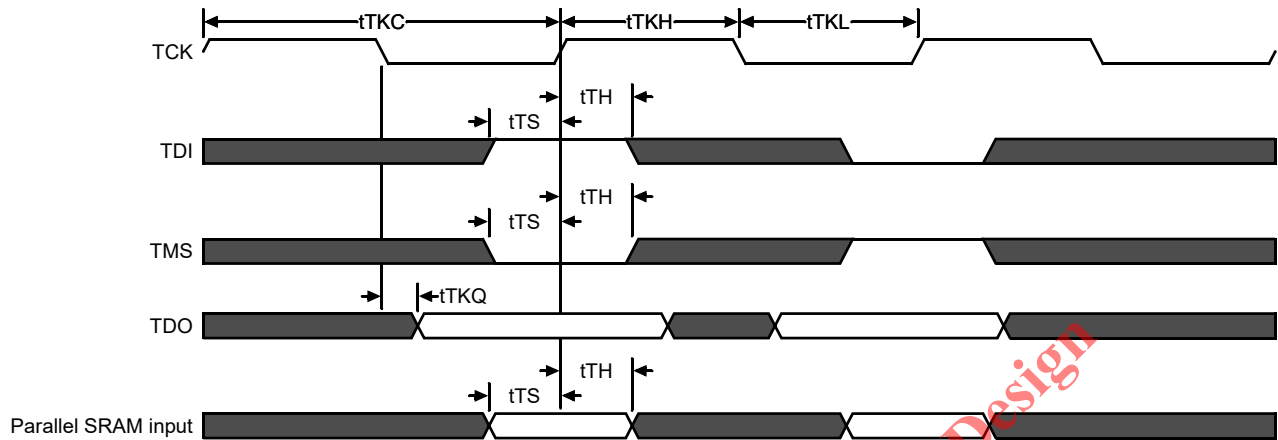 tTKC
tTKH
tTKL
TCK
tTH
tTS
TDI
tTH
tTS
TMS
tTKQ
TDO
tTH
tTS
Parallel SRAM input
Design